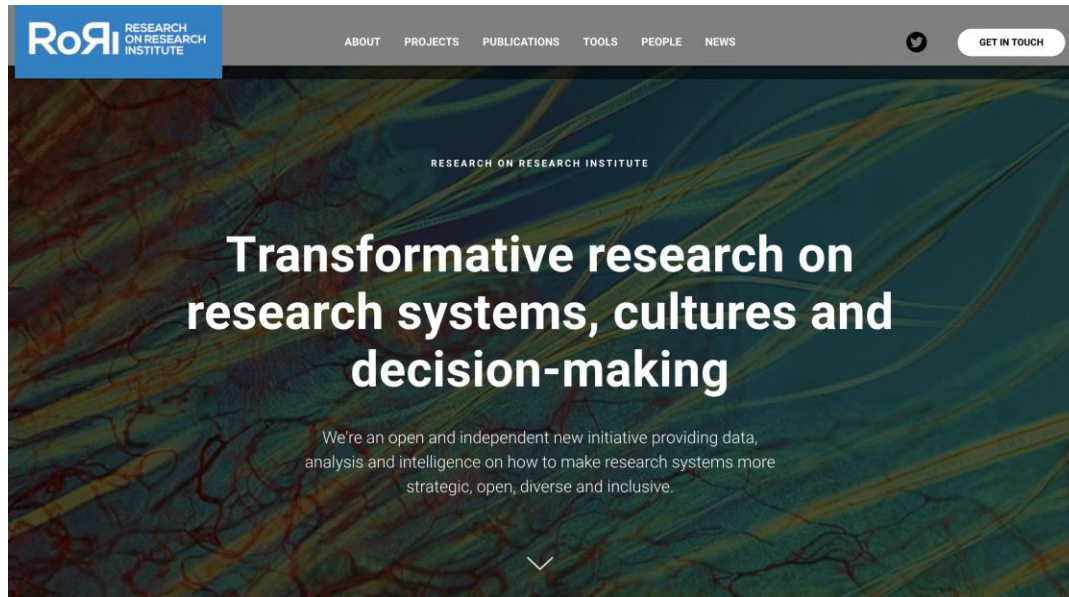 RoRI
RESEARCH
ON RESEARCH
INSTITUTE
ABOUT PROJECTS PUBLICATIONS TOOLS PEOPLE NEWS
GET IN TOUCH
RESEARCH ON RESEARCH INSTITUTE
Transformative research on
research systems, cultures and
decision-making
We're an open and independent new initiative providing data,
analysis and intelligence on how to make research systems more
strategic, open, diverse and inclusive.